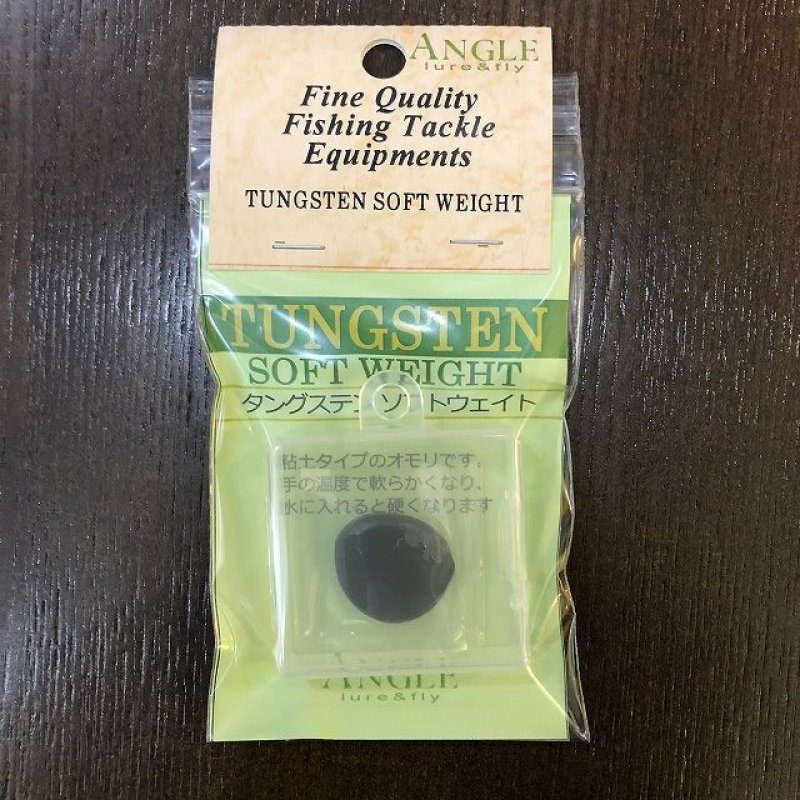 ANGLE
lure&fly
Fine Quality
Fishing Tackle
Equipments
TUNGSTEN SOFT WEIGHT
TUNGSTEN
SOFT WEIGHT
タングステンソフトウェイト
粘土タイプのオモリです。
手の温度で軟らかくなり、
水に入れると硬くなります
ANGLE
lure&fly